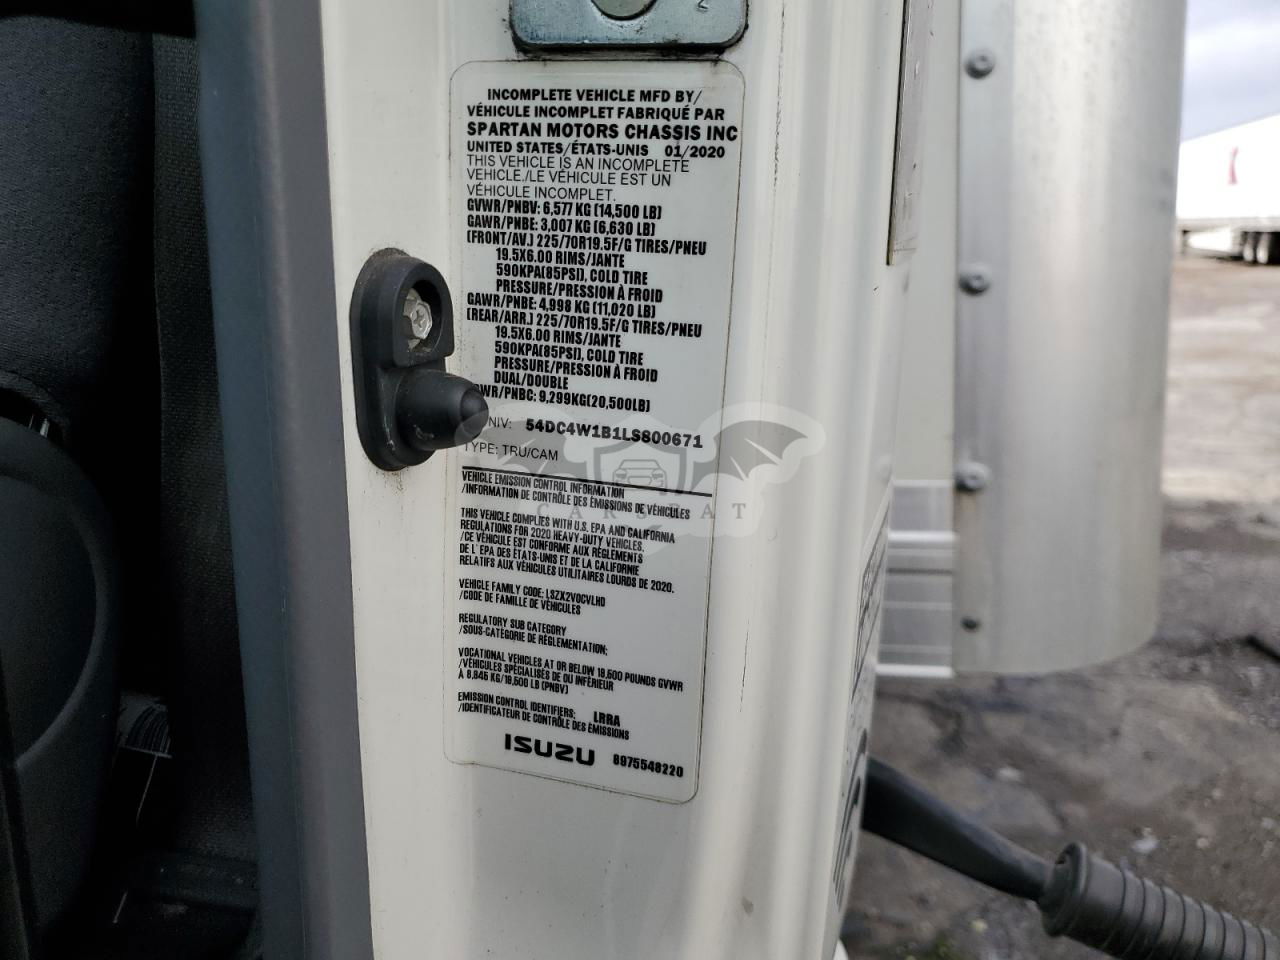 INCOMPLETE VEHICLE MFD BY/
VÉHICULE INCOMPLET FABRIQUÉ PAR
SPARTAN MOTORS CHASSIS INC
UNITED STATES/ÉTATS-UNIS 01/2020
THIS VEHICLE IS AN INCOMPLETE
VEHICLE./LE VÉHICULE EST UN
VÉHICULE INCOMPLET.
GVWR/PNBV: 6,577 KG (14,500 LB)
GAWR/PNBE: 3,007 KG (6,630 LB)
(FRONT/AV.) 225/70R19.5F/G TIRES/PNEU
19.5X6.00 RIMS/JANTE
590KPA(85PSI), COLD TIRE
PRESSURE/PRESSION À FROID
GAWR/PNBE: 4,998 KG (11,020 LB)
(REAR/ARR.) 225/70R19.5F/G TIRES/PNEU
19.5X6.00 RIMS/JANTE
590KPA(85PSI), COLD TIRE
PRESSURE/PRESSION À FROID
DUAL/DOUBLE
WR/PNBC: 9,299KG(20,500LB)
NIV: 54DC4W1B1LS800671
TYPE: TRU/CAM
VEHICLE EMISSION CONTROL INFORMATION
/INFORMATION DE CONTRÔLE DES ÉMISSIONS DE VÉHICULES
CARSBAT
THIS VEHICLE COMPLIES WITH U.S. EPA AND CALIFORNIA
REGULATIONS FOR 2020 HEAVY-DUTY VEHICLES.
/CE VÉHICULE EST CONFORME AUX RÈGLEMENTS
DE L'EPA DES ÉTATS-UNIS ET DE LA CALIFORNIE
RELATIFS AUX VÉHICULES UTILITAIRES LOURDS DE 2020.
VEHICLE FAMILY CODE: LSZX2VOCVLHD
/CODE DE FAMILLE DE VÉHICULES
REGULATORY SUB CATEGORY
/SOUS-CATÉGORIE DE RÉGLEMENTATION:
VOCATIONAL VEHICLES AT OR BELOW 19,500 POUNDS GVWR
/VÉHICULES SPÉCIALISÉS DE OU INFÉRIEUR
À 8,845 KG/19,500 LB (PNBV)
EMISSION CONTROL IDENTIFIERS: LRRA
/IDENTIFICATEUR DE CONTRÔLE DES ÉMISSIONS
ISUZU 8975548220